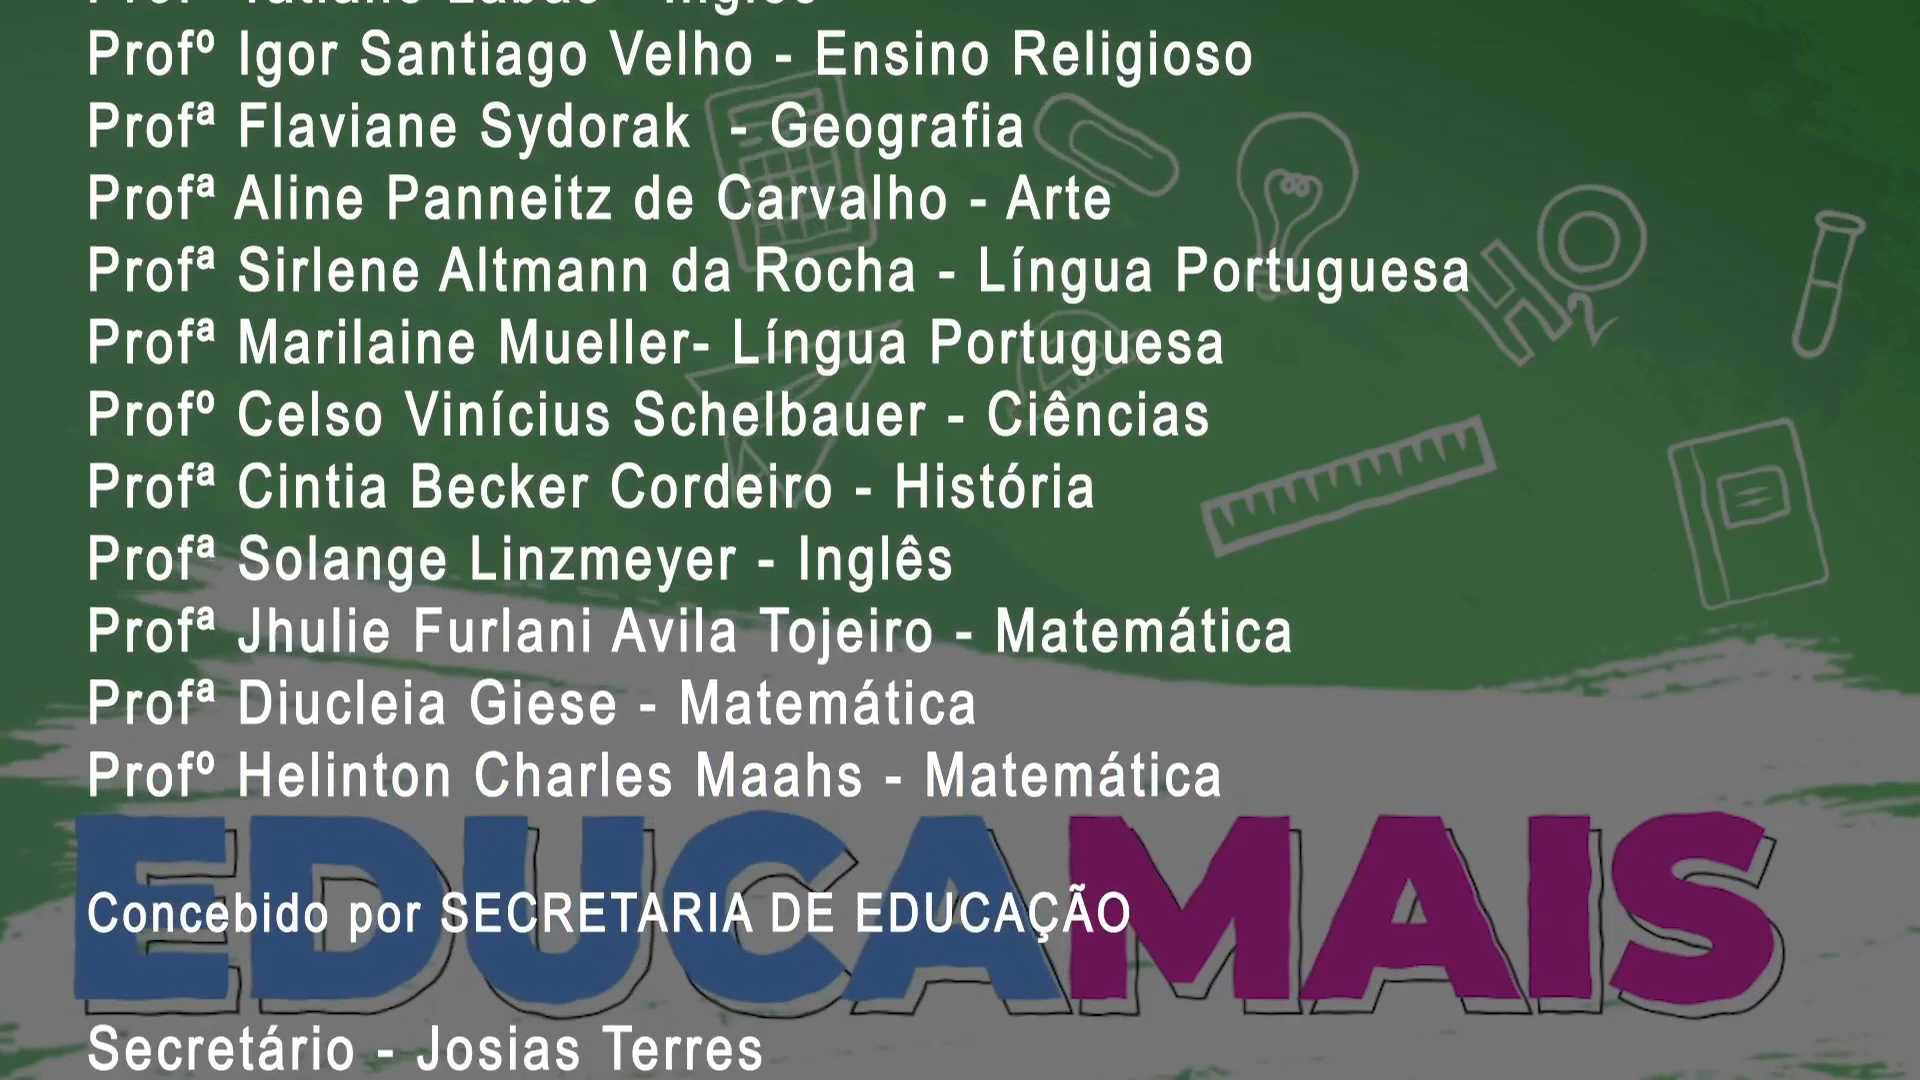 Profº Igor Santiago Velho - Ensino Religioso
Profª Flaviane Sydorak  - Geografia
Profª Aline Panneitz de Carvalho - Arte
Profª Sirlene Altmann da Rocha - Língua Portuguesa
Profª Marilaine Mueller- Língua Portuguesa
Profº Celso Vinícius Schelbauer - Ciências
Profª Cintia Becker Cordeiro - História
Profª Solange Linzmeyer - Inglês
Profª Jhulie Furlani Avila Tojeiro - Matemática
Profª Diucleia Giese - Matemática
Profº Helinton Charles Maahs - Matemática
EDUCAMAIS
Concebido por SECRETARIA DE EDUCAÇÃO
Secretário - Josias Terres
H2O